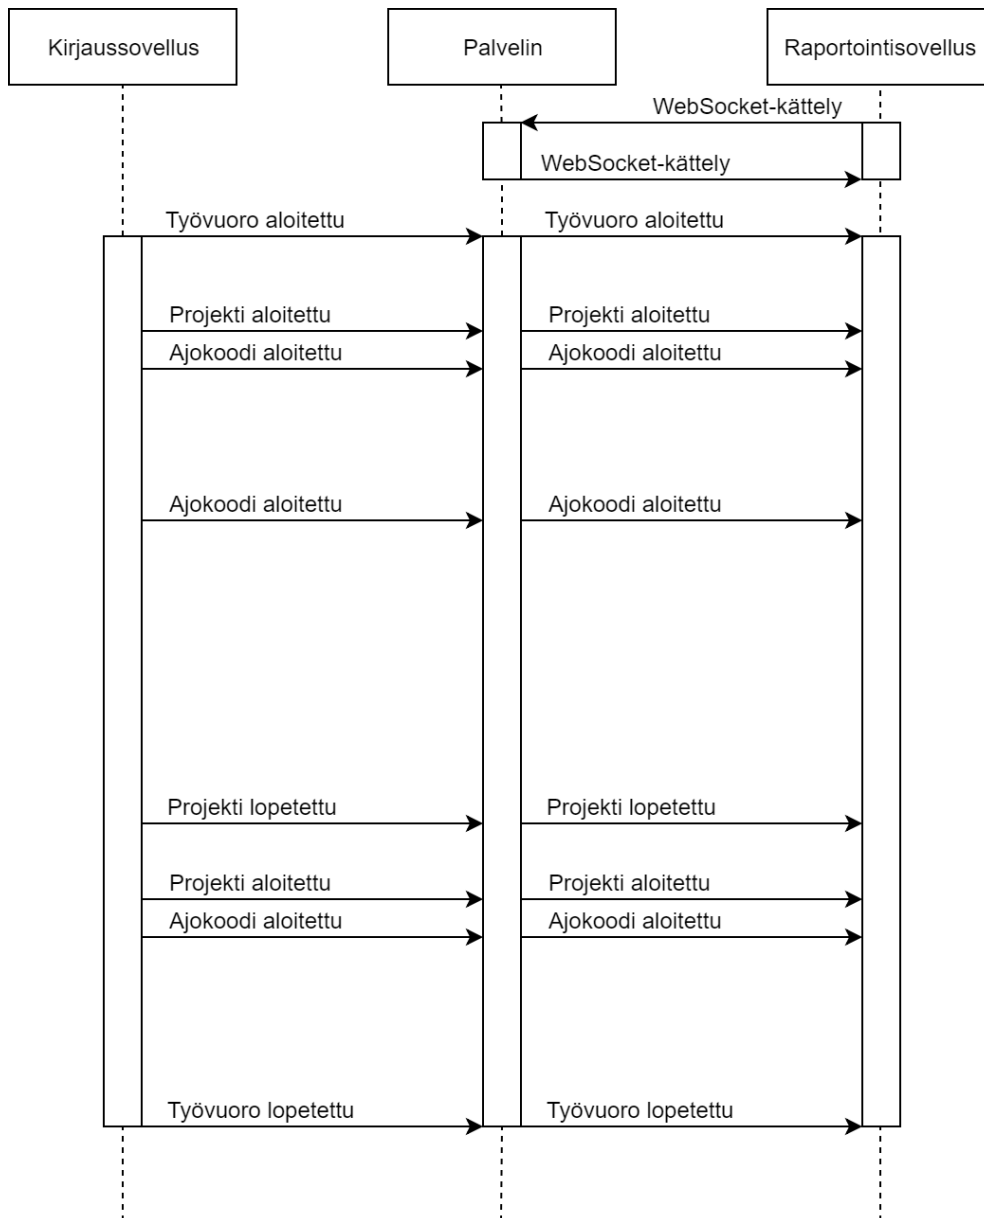 Kirjaussovellus
Palvelin
Raportointisovellus
WebSocket-kättely
WebSocket-kättely
Työvuoro aloitettu
Työvuoro aloitettu
Projekti aloitettu
Projekti aloitettu
Ajokoodi aloitettu
Ajokoodi aloitettu
Ajokoodi aloitettu
Ajokoodi aloitettu
Projekti lopetettu
Projekti lopetettu
Projekti aloitettu
Projekti aloitettu
Ajokoodi aloitettu
Ajokoodi aloitettu
Työvuoro lopetettu
Työvuoro lopetettu